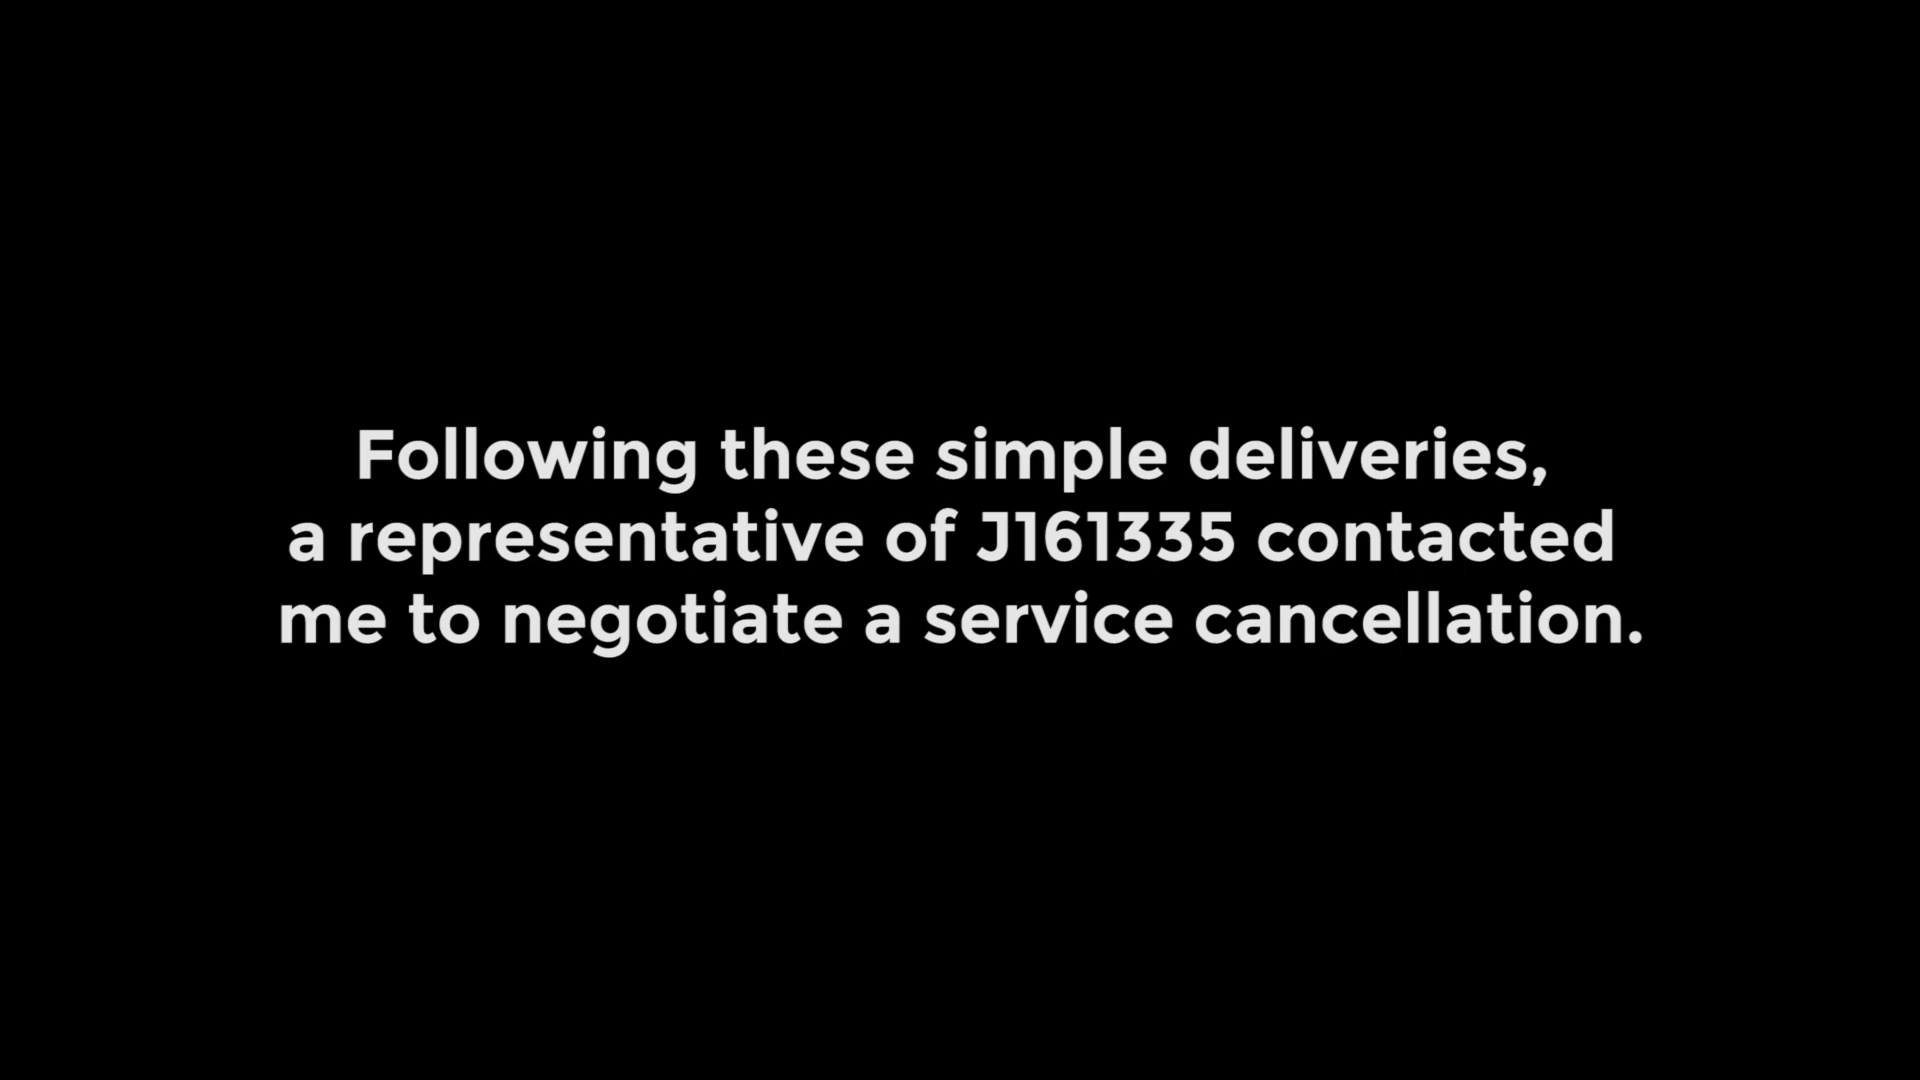 Following these simple deliveries,
a representative of J161335 contacted
me to negotiate a service cancellation.